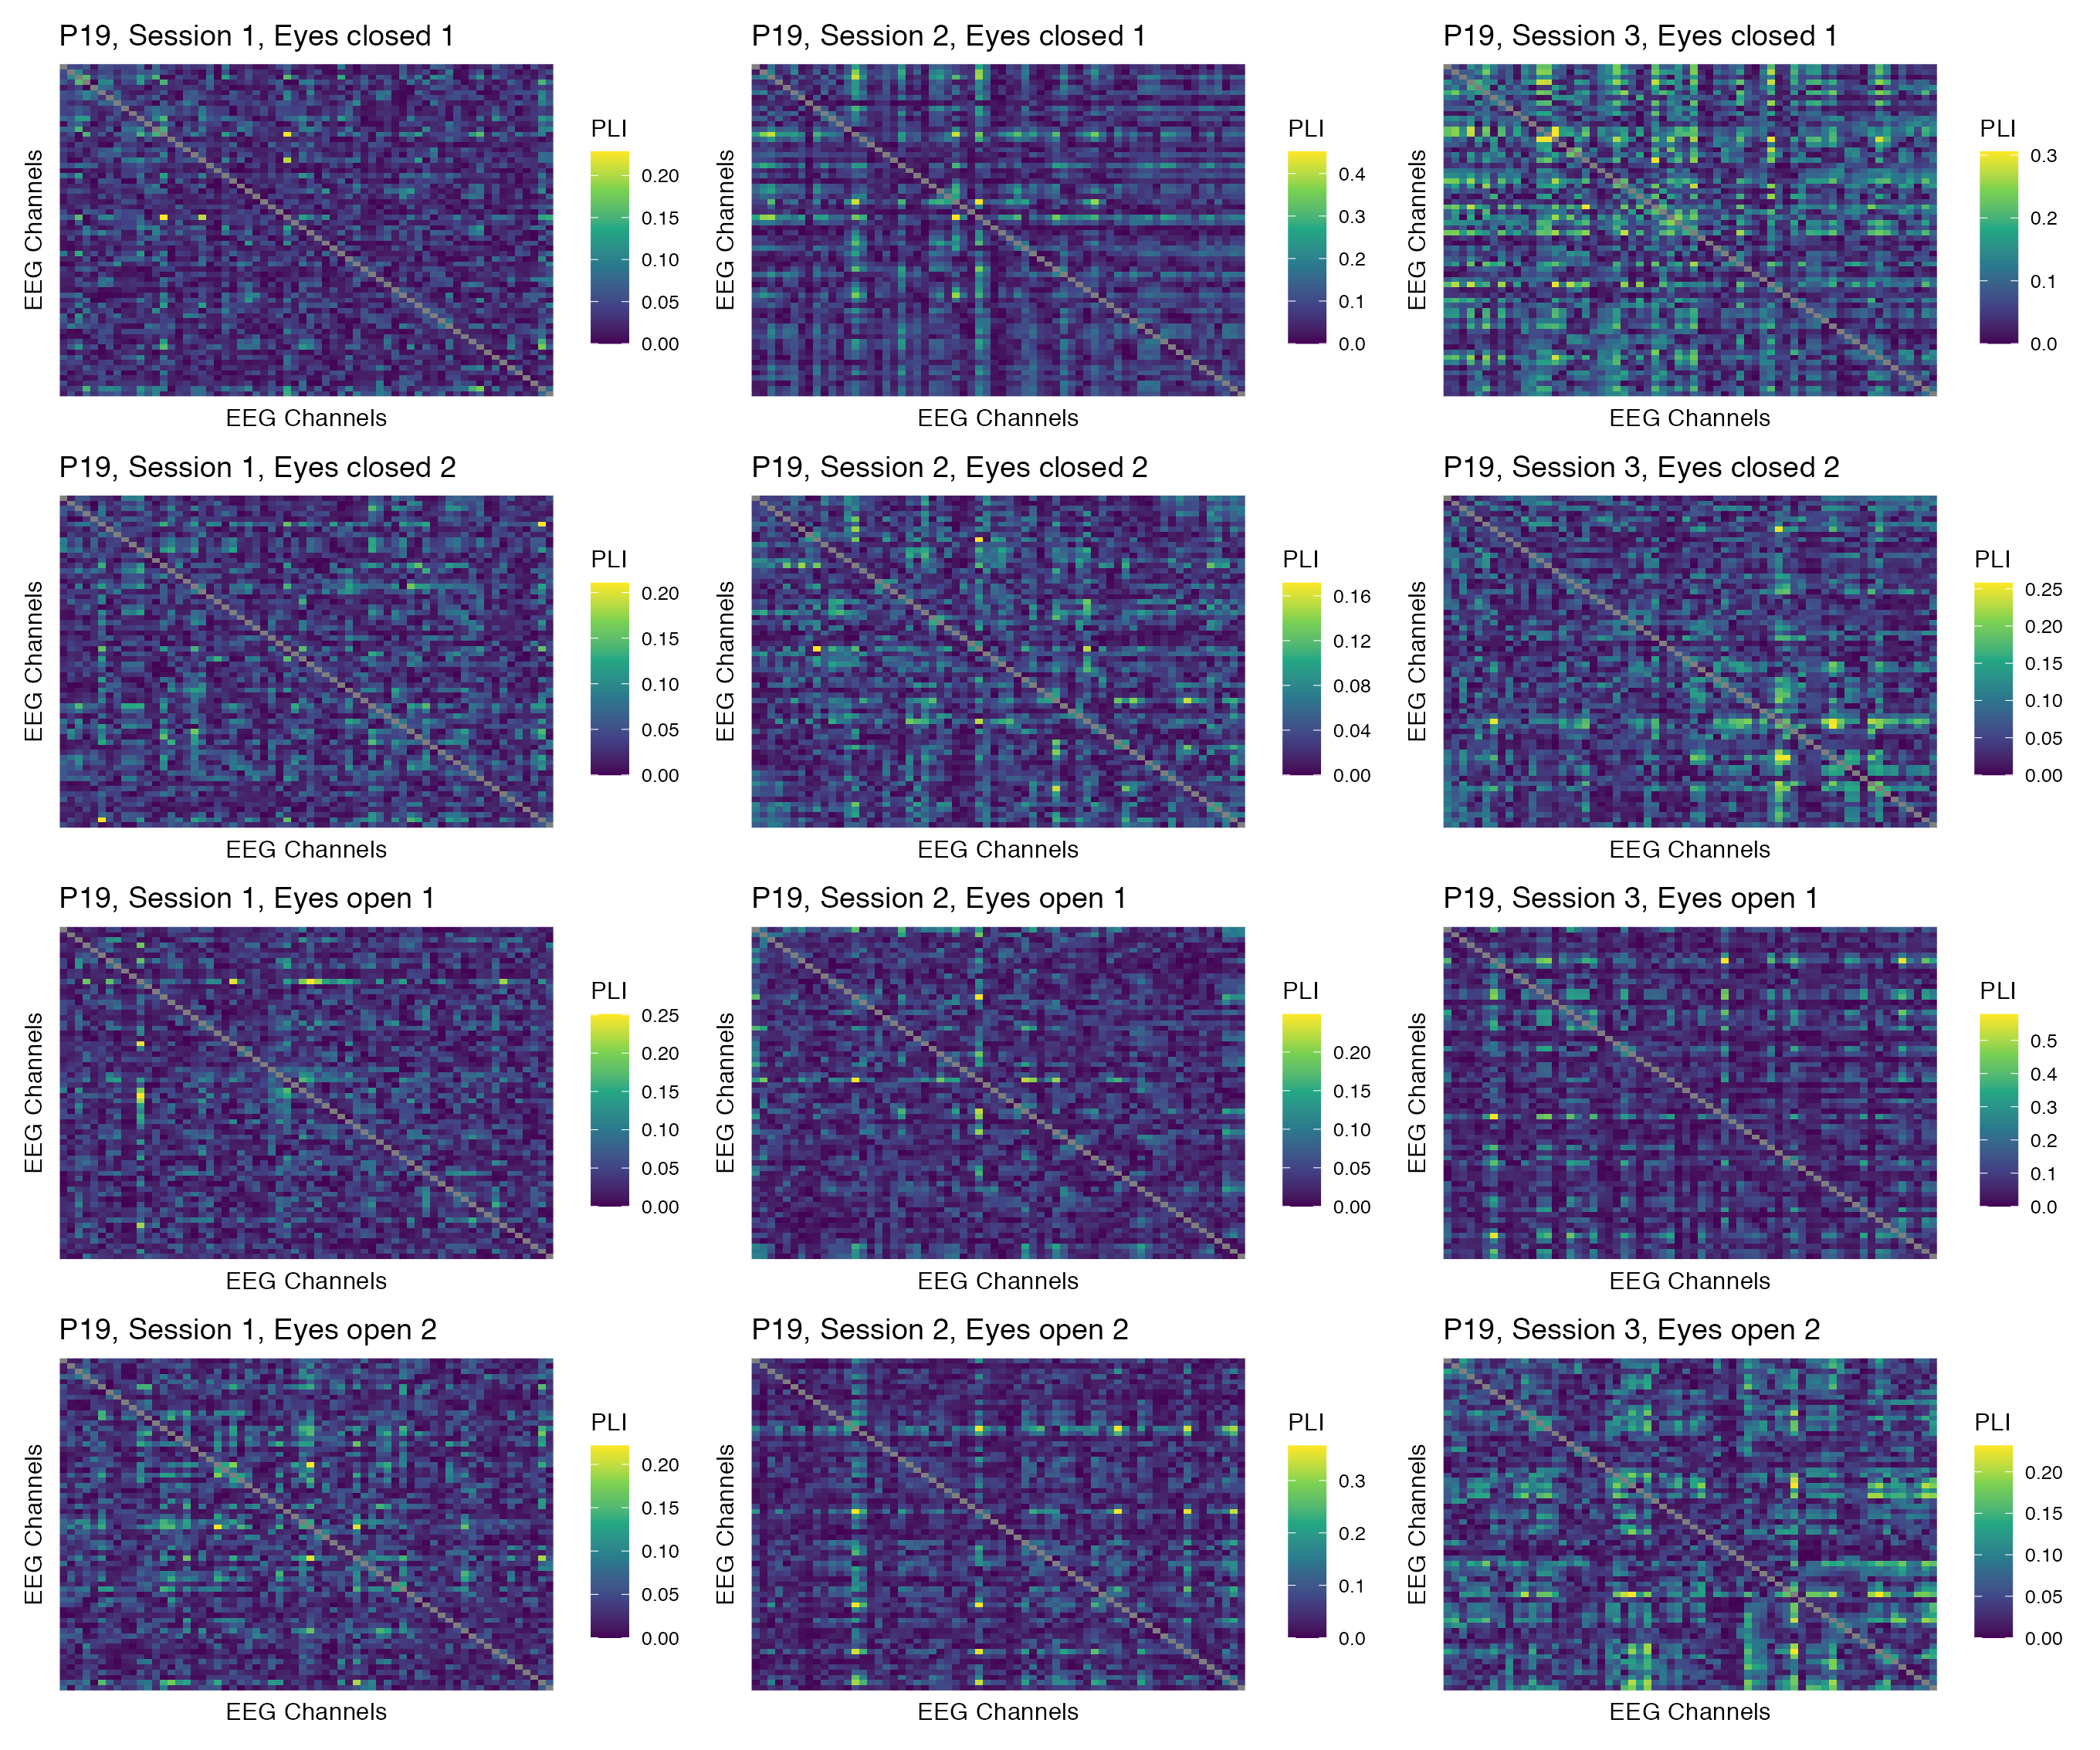 P19, Session 1, Eyes closed 1
P19, Session 2, Eyes closed 1
P19, Session 3, Eyes closed 1
EEG Channels
EEG Channels
PLI
0.20
0.15
0.10
0.05
0.00
EEG Channels
EEG Channels
PLI
0.4
0.3
0.2
0.1
0.0
EEG Channels
EEG Channels
PLI
0.3
0.2
0.1
0.0
P19, Session 1, Eyes closed 2
P19, Session 2, Eyes closed 2
P19, Session 3, Eyes closed 2
EEG Channels
EEG Channels
PLI
0.20
0.15
0.10
0.05
0.00
EEG Channels
EEG Channels
PLI
0.16
0.12
0.08
0.04
0.00
EEG Channels
EEG Channels
PLI
0.25
0.20
0.15
0.10
0.05
0.00
P19, Session 1, Eyes open 1
P19, Session 2, Eyes open 1
P19, Session 3, Eyes open 1
EEG Channels
EEG Channels
PLI
0.25
0.20
0.15
0.10
0.05
0.00
EEG Channels
EEG Channels
PLI
0.20
0.15
0.10
0.05
0.00
EEG Channels
EEG Channels
PLI
0.5
0.4
0.3
0.2
0.1
0.0
P19, Session 1, Eyes open 2
P19, Session 2, Eyes open 2
P19, Session 3, Eyes open 2
EEG Channels
EEG Channels
PLI
0.20
0.15
0.10
0.05
0.00
EEG Channels
EEG Channels
PLI
0.3
0.2
0.1
0.0
EEG Channels
EEG Channels
PLI
0.20
0.15
0.10
0.05
0.00